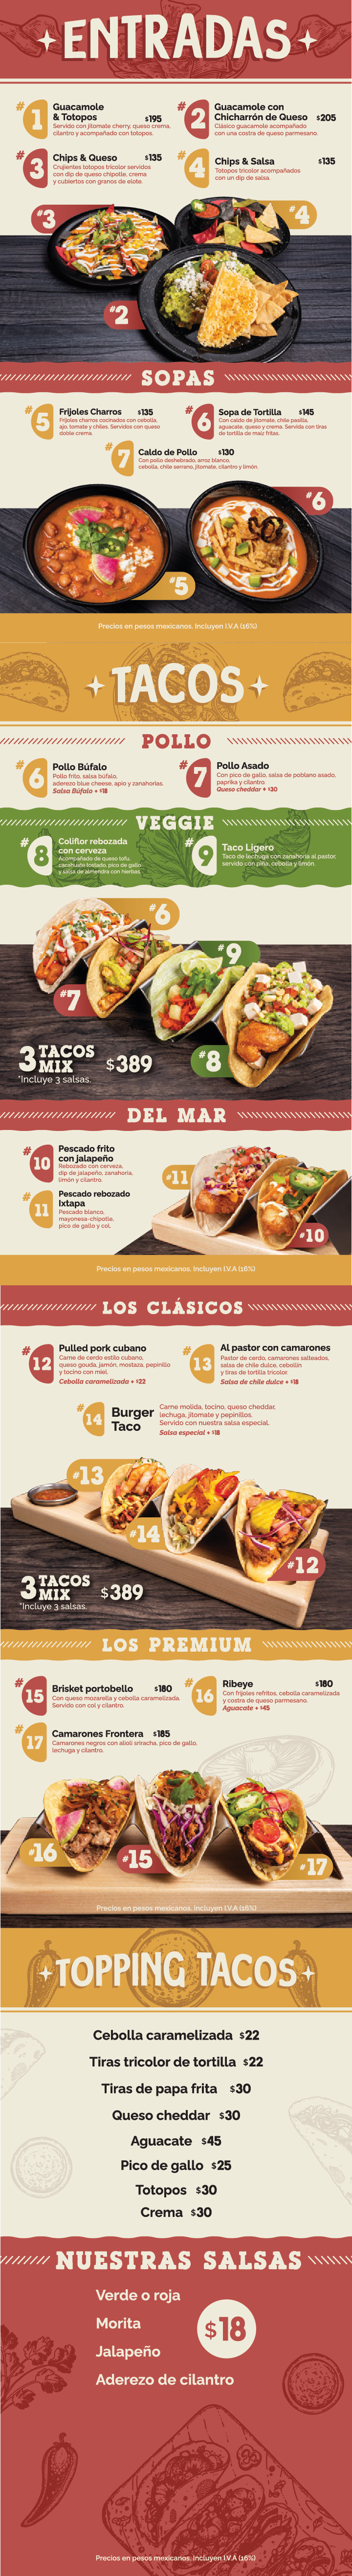 ENTRADAS
#1
Guacamole
& Totopos $195
Servido con jitomate cherry, queso crema,
cilantro y acompañado con totopos.
#2
Guacamole con
Chicharrón de Queso $205
Clásico guacamole acompañado
con una costra de queso parmesano.
#3
Chips & Queso $135
Crujientes totopos tricolor servidos
con dip de queso chipotle, crema
y cubiertos con granos de elote.
#4
Chips & Salsa $135
Totopos tricolor acompañados
con un dip de salsa.
#3
#4
#2
SOPAS
#5
Frijoles Charros $135
Frijoles charros cocinados con cebolla,
ajo, tomate y chiles. Servidos con queso
doble crema.
#6
Sopa de Tortilla $145
Con caldo de jitomate, chile pasilla,
aguacate, queso y crema. Servida con tiras
de tortilla de maíz fritas.
#7
Caldo de Pollo $130
Con pollo deshebrado, arroz blanco,
cebolla, chile serrano, jitomate, cilantro y limón.
#6
#5
Precios en pesos mexicanos. Incluyen I.V.A (16%)
TACOS
POLLO
#6
Pollo Búfalo
Pollo frito, salsa búfalo,
aderezo blue cheese, apio y zanahorias.
Salsa Búfalo + $18
#7
Pollo Asado
Con pico de gallo, salsa de poblano asado,
paprika y cilantro.
Queso cheddar + $30
VEGGIE
#8
Coliflor rebozada
con cerveza
Acompañado de queso tofu,
cacahuate tostado, pico de gallo
y salsa de almendra con hierbas.
#9
Taco Ligero
Taco de lechuga con zanahoria al pastor,
servido con piña, cebolla y limón.
#6
#9
#7
#8
3 TACOS
MIX $389
*Incluye 3 salsas.
DEL MAR
#10
Pescado frito
con jalapeño
Rebozado con cerveza,
dip de jalapeño, zanahoria,
limón y cilantro.
#11
Pescado rebozado
Ixtapa
Pescado blanco,
mayonesa-chipotle,
pico de gallo y col.
#11
#10
Precios en pesos mexicanos. Incluyen I.V.A (16%)
LOS CLÁSICOS
#12
Pulled pork cubano
Carne de cerdo estilo cubano,
queso gouda, jamón, mostaza, pepinillo
y tocino con miel.
Cebolla caramelizada + $22
#13
Al pastor con camarones
Pastor de cerdo, camarones salteados,
salsa de chile dulce, cebollín
y tiras de tortilla tricolor.
Salsa de chile dulce + $18
#14
Burger
Taco
Carne molida, tocino, queso cheddar,
lechuga, jitomate y pepinillos.
Servido con nuestra salsa especial.
Salsa especial + $18
#13
#14
#12
3 TACOS
MIX $389
*Incluye 3 salsas.
LOS PREMIUM
#15
Brisket portobello $180
Con queso mozarella y cebolla caramelizada.
Servido con col y cilantro.
#16
Ribeye $180
Con frijoles refritos, cebolla caramelizada
y costra de queso parmesano.
Aguacate + $45
#17
Camarones Frontera $185
Camarones negros con alioli sriracha, pico de gallo,
lechuga y cilantro.
#16
#15
#17
Precios en pesos mexicanos. Incluyen I.V.A (16%)
TOPPING TACOS
Cebolla caramelizada $22
Tiras tricolor de tortilla $22
Tiras de papa frita $30
Queso cheddar $30
Aguacate $45
Pico de gallo $25
Totopos $30
Crema $30
NUESTRAS SALSAS
Verde o roja
Morita
$18
Jalapeño
Aderezo de cilantro
Precios en pesos mexicanos. Incluyen I.V.A (16%)